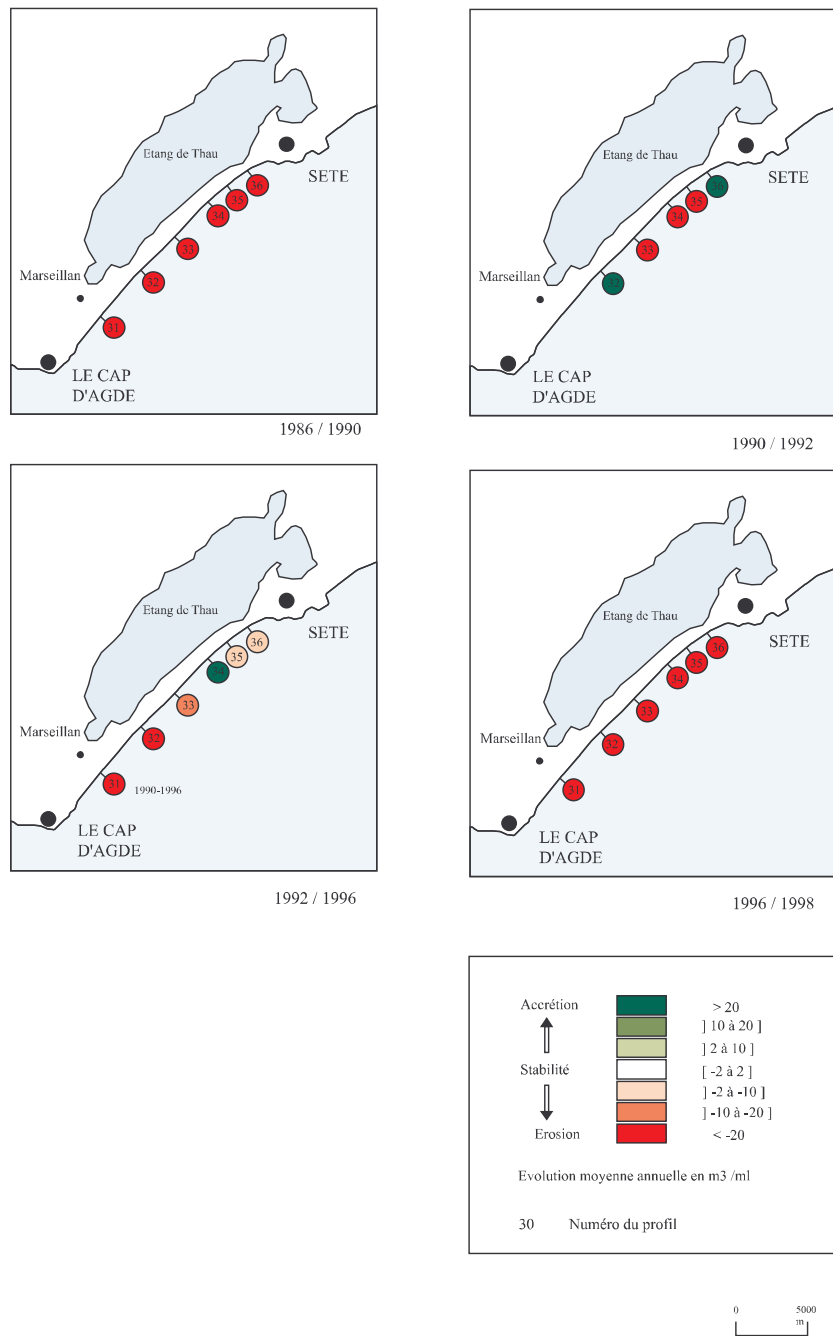 Etang de Thau
SETE
36
35
34
33
32
31
Marseillan
LE CAP
D'AGDE
1986 / 1990
Etang de Thau
SETE
36
35
34
33
32
Marseillan
LE CAP
D'AGDE
1990 / 1992
Etang de Thau
SETE
36
35
34
33
32
31
1990-1996
Marseillan
LE CAP
D'AGDE
1992 / 1996
Etang de Thau
SETE
36
35
34
33
32
31
Marseillan
LE CAP
D'AGDE
1996 / 1998
Accrétion > 20
] 10 à 20 ]
] 2 à 10 ]
Stabilité [ -2 à 2 ]
] -2 à -10 ]
] -10 à -20 ]
Erosion < -20
Evolution moyenne annuelle en m3 /ml
30 Numéro du profil
0 5000
m